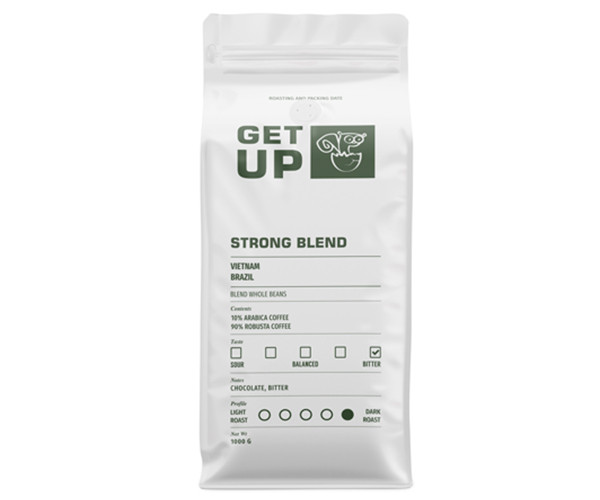 ROASTING AND PACKING DATE
GET
UP
STRONG BLEND
VIETNAM
BRAZIL
BLEND WHOLE BEANS
Contents
10% ARABICA COFFEE
90% ROBUSTA COFFEE
Taste
SOUR BALANCED BITTER
Notes
CHOCOLATE, BITTER
Profile
LIGHT ROAST DARK ROAST
Net Wt
1000 G